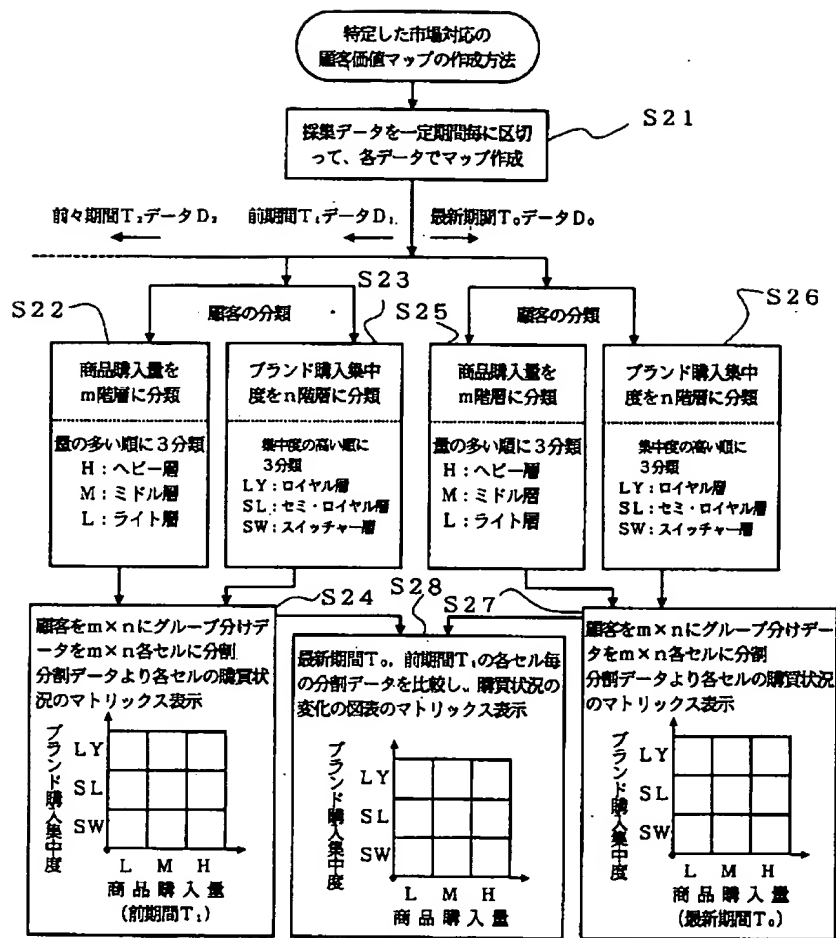 特定した市場対応の
顧客価値マップの作成方法
S21
採集データを一定期間毎に区切
って、各データでマップ作成
前々期間T₂データD₂
前期間T₁データD₁
最新期間T₀データD₀
S22
S23
顧客の分類
S25
顧客の分類
S26
商品購入量を
m階層に分類
量の多い順に3分類
H：ヘビー層
M：ミドル層
L：ライト層
ブランド購入集中
度をn階層に分類
集中度の高い順に
3分類
LY：ロイヤル層
SL：セミ・ロイヤル層
SW：スイッチャー層
商品購入量を
m階層に分類
量の多い順に3分類
H：ヘビー層
M：ミドル層
L：ライト層
ブランド購入集中
度をn階層に分類
集中度の高い順に
3分類
LY：ロイヤル層
SL：セミ・ロイヤル層
SW：スイッチャー層
S24
顧客をm×nにグループ分けデ
ータをm×n各セルに分割
分割データより各セルの購買状
況のマトリックス表示
ブランド購入集中度
LY
SL
SW
L M H
商品購入量
(前期間T₁)
S28
最新期間T₀，前期間T₁の各セル毎
の分割データを比較し、購買状況の
変化の図表のマトリックス表示
ブランド購入集中度
LY
SL
SW
L M H
商品購入量
S27
顧客をm×nにグループ分けデー
タをm×n各セルに分割
分割データより各セルの購買状況
のマトリックス表示
ブランド購入集中度
LY
SL
SW
L M H
商品購入量
(最新期間T₀)